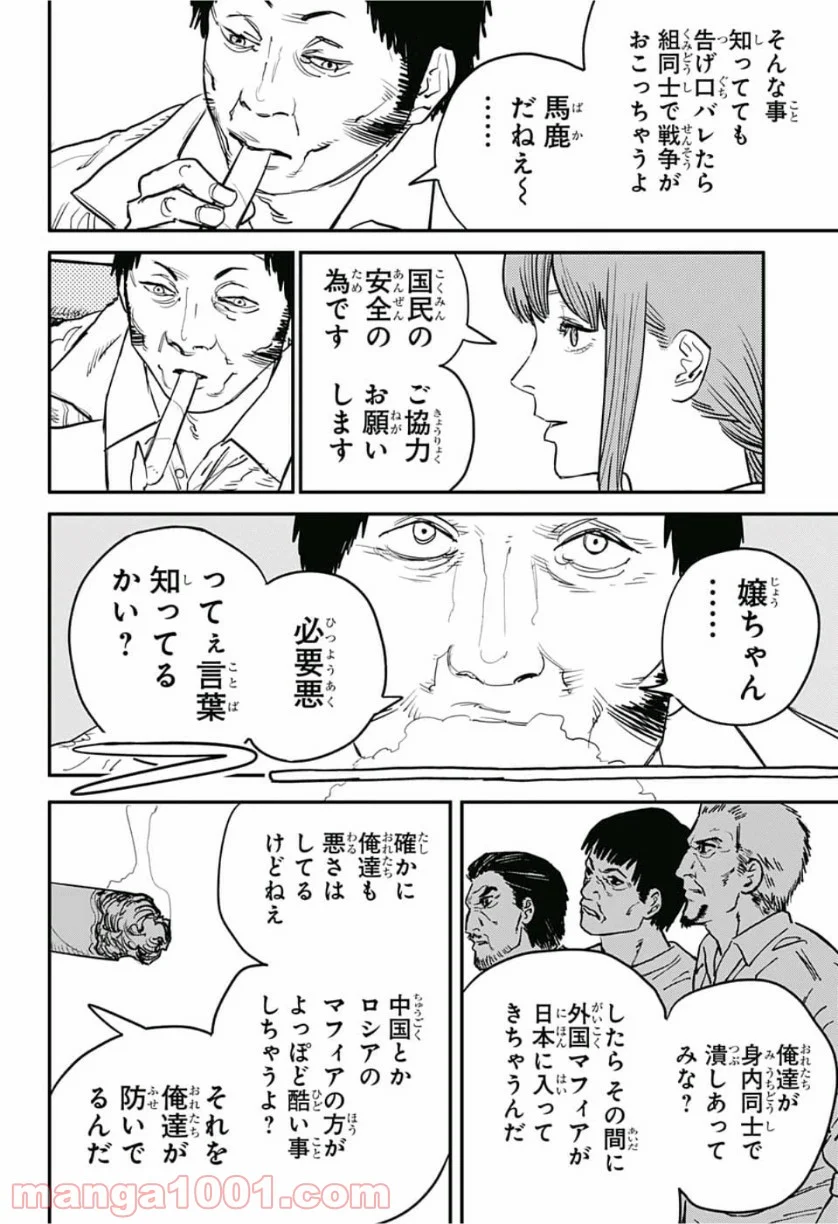 そんな事
知ってても
告げ口バレたら
組同士で戦争が
おこっちゃうよ
馬鹿
だねえ〜
……
国民の
安全の
為です
ご協力
お願い
します
嬢ちゃん
……
必要悪
ってぇ言葉
知ってる
かい？
俺達が
身内同士で
潰しあって
みな？
したら その間に
外国マフィアが
日本に入って
きちゃうんだ
確かに
俺達も
悪さは
してる
けどねえ
中国とか
ロシアの
マフィアの方が
よっぽど酷い事
しちゃうよ？
それを
俺達が
防いで
るんだ
manga1001.com